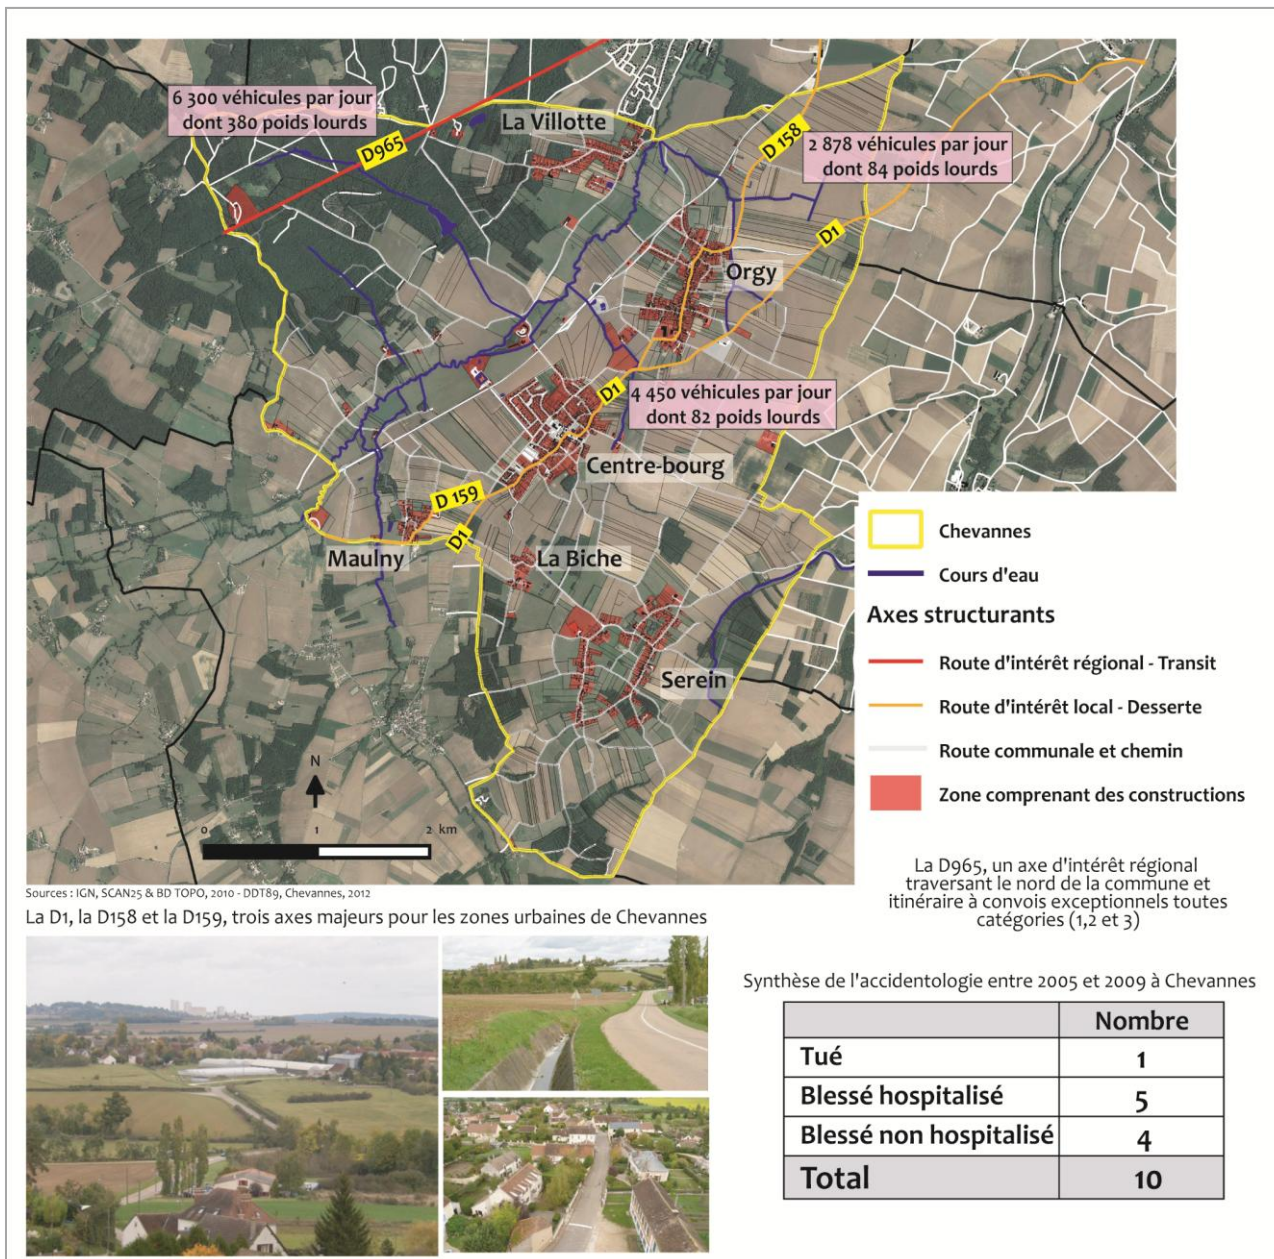 6 300 véhicules par jour
dont 380 poids lourds
D965
La Villotte
D 158
2 878 véhicules par jour
dont 84 poids lourds
D1
Orgy
D1
4 450 véhicules par jour
dont 82 poids lourds
Centre-bourg
D 159
D1
Maulny
La Biche
Serein
N
0 1 2 km
Chevannes
Cours d'eau
Axes structurants
Route d'intérêt régional - Transit
Route d'intérêt local - Desserte
Route communale et chemin
Zone comprenant des constructions
Sources : IGN, SCAN25 & BD TOPO, 2010 - DDT89, Chevannes, 2012
La D1, la D158 et la D159, trois axes majeurs pour les zones urbaines de Chevannes
La D965, un axe d'intérêt régional
traversant le nord de la commune et
itinéraire à convois exceptionnels toutes
catégories (1,2 et 3)
Synthèse de l'accidentologie entre 2005 et 2009 à Chevannes
Nombre
Tué 1
Blessé hospitalisé 5
Blessé non hospitalisé 4
Total 10